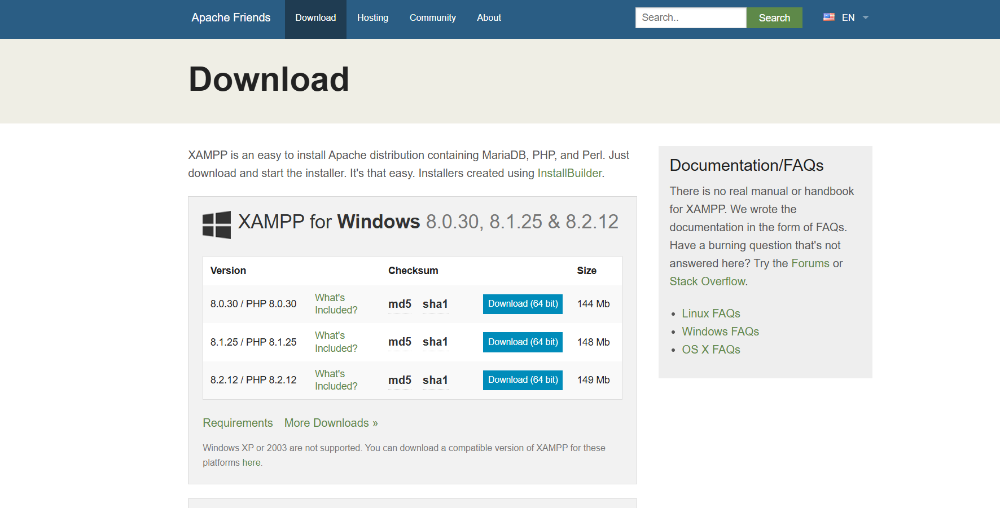 Apache Friends
Download
Hosting
Community
About
Search..
Search
EN
Download
XAMPP is an easy to install Apache distribution containing MariaDB, PHP, and Perl. Just
download and start the installer. It's that easy. Installers created using InstallBuilder.
XAMPP for Windows 8.0.30, 8.1.25 & 8.2.12
Version Checksum Size
8.0.30 / PHP 8.0.30 What's Included? md5 sha1 Download (64 bit) 144 Mb
8.1.25 / PHP 8.1.25 What's Included? md5 sha1 Download (64 bit) 148 Mb
8.2.12 / PHP 8.2.12 What's Included? md5 sha1 Download (64 bit) 149 Mb
Requirements More Downloads »
Windows XP or 2003 are not supported. You can download a compatible version of XAMPP for these
platforms here.
Documentation/FAQs
There is no real manual or handbook
for XAMPP. We wrote the
documentation in the form of FAQs.
Have a burning question that's not
answered here? Try the Forums or
Stack Overflow.
• Linux FAQs
• Windows FAQs
• OS X FAQs